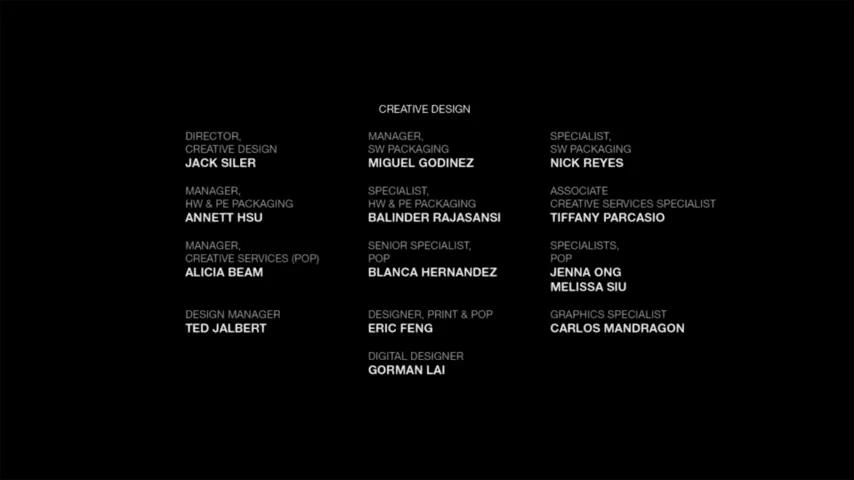 CREATIVE DESIGN
DIRECTOR,
CREATIVE DESIGN
JACK SILER
MANAGER,
SW PACKAGING
MIGUEL GODINEZ
SPECIALIST,
SW PACKAGING
NICK REYES
MANAGER,
HW & PE PACKAGING
ANNETT HSU
SPECIALIST,
HW & PE PACKAGING
BALINDER RAJASANSI
ASSOCIATE
CREATIVE SERVICES SPECIALIST
TIFFANY PARCASIO
MANAGER,
CREATIVE SERVICES (POP)
ALICIA BEAM
SENIOR SPECIALIST,
POP
BLANCA HERNANDEZ
SPECIALISTS,
POP
JENNA ONG
MELISSA SIU
DESIGN MANAGER
TED JALBERT
DESIGNER, PRINT & POP
ERIC FENG
GRAPHICS SPECIALIST
CARLOS MANDRAGON
DIGITAL DESIGNER
GORMAN LAI